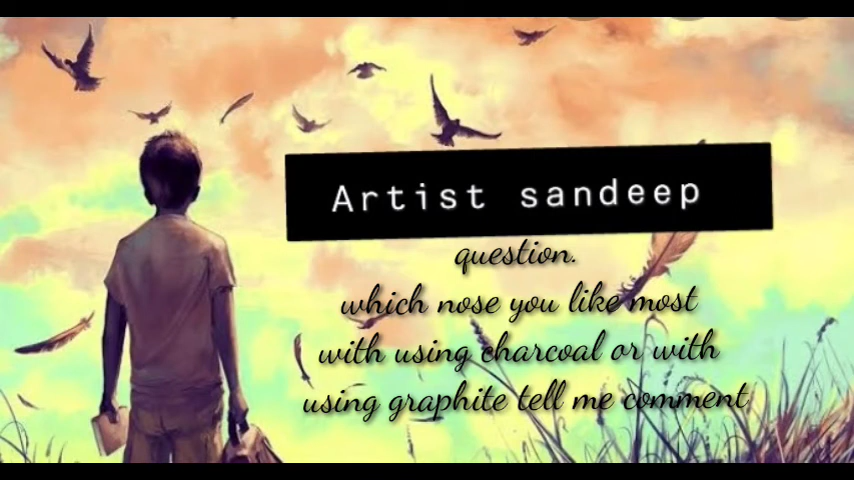 Artist sandeep
question.
which nose you like most
with using charcoal or with
using graphite tell me comment